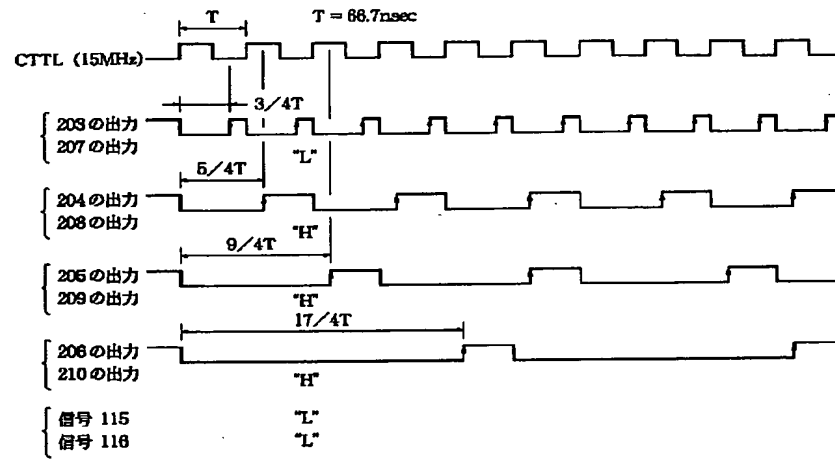 T
T = 66.7nsec
CTTL (15MHz)
3/4T
203の出力
207の出力
"L"
5/4T
204の出力
208の出力
"H"
9/4T
205の出力
209の出力
"H"
17/4T
206の出力
210の出力
"H"
信号 115
"L"
信号 116
"L"